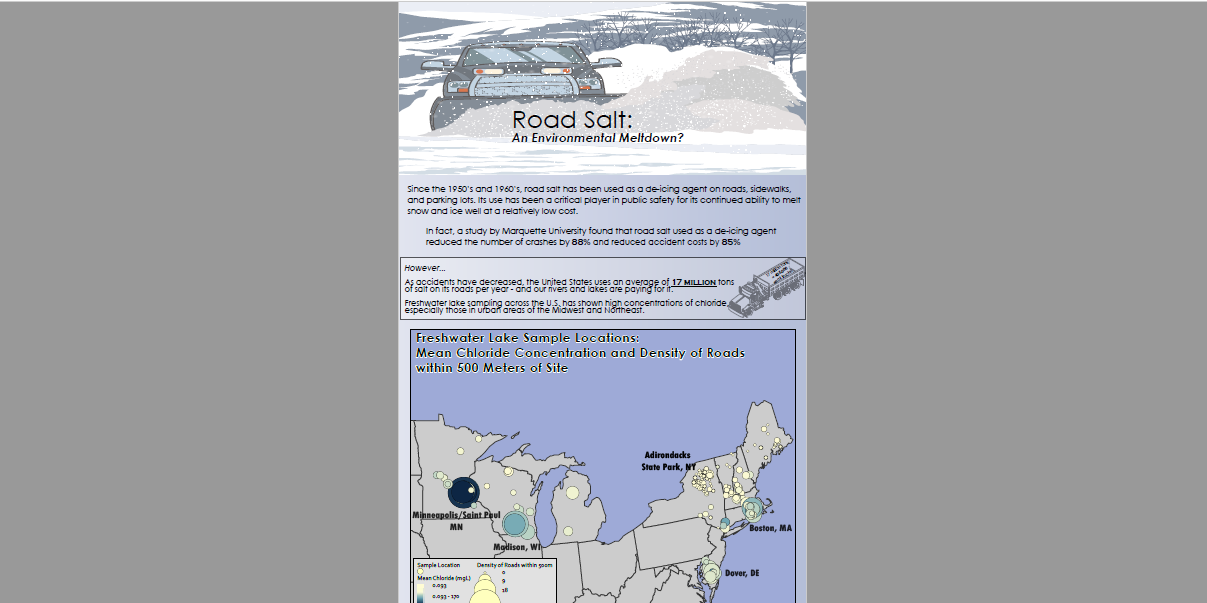 Road Salt:
An Environmental Meltdown?
Since the 1950's and 1960's, road salt has been used as a de-icing agent on roads, sidewalks,
and parking lots. Its use has been a critical player in public safety for its continued ability to melt
snow and ice well at a relatively low cost.
In fact, a study by Marquette University found that road salt used as a de-icing agent
reduced the number of crashes by 88% and reduced accident costs by 85%
However...
As accidents have decreased, the United States uses an average of 17 MILLION tons
of salt on its roads per year - and our rivers and lakes are paying for it.
Freshwater lake sampling across the U.S. has shown high concentrations of chloride,
especially those in urban areas of the Midwest and Northeast.
Freshwater Lake Sample Locations:
Mean Chloride Concentration and Density of Roads
within 500 Meters of Site
Adirondacks
State Park, NY
Minneapolis/Saint Paul
MN
Boston, MA
Madison, WI
Dover, DE
Sample Location
Density of Roads within 500m
Mean Chloride (mgL)
0
0.093
9
18
0.093 - 170